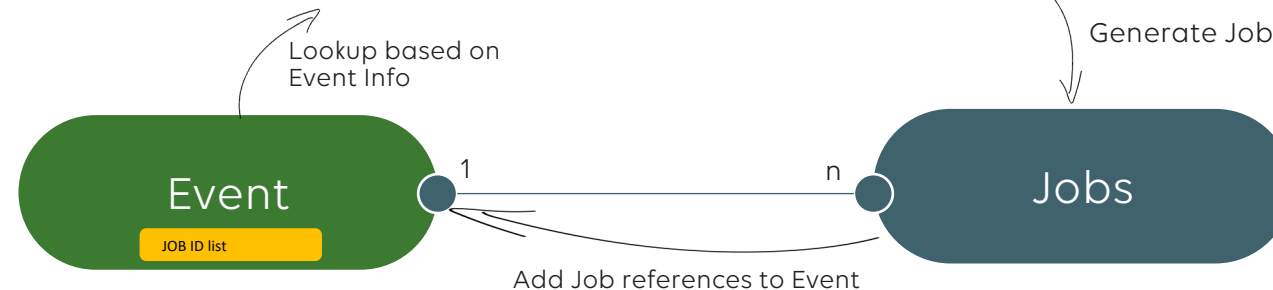 Lookup based on
Event Info
Generate Job
Event
JOB ID list
1
n
Jobs
Add Job references to Event